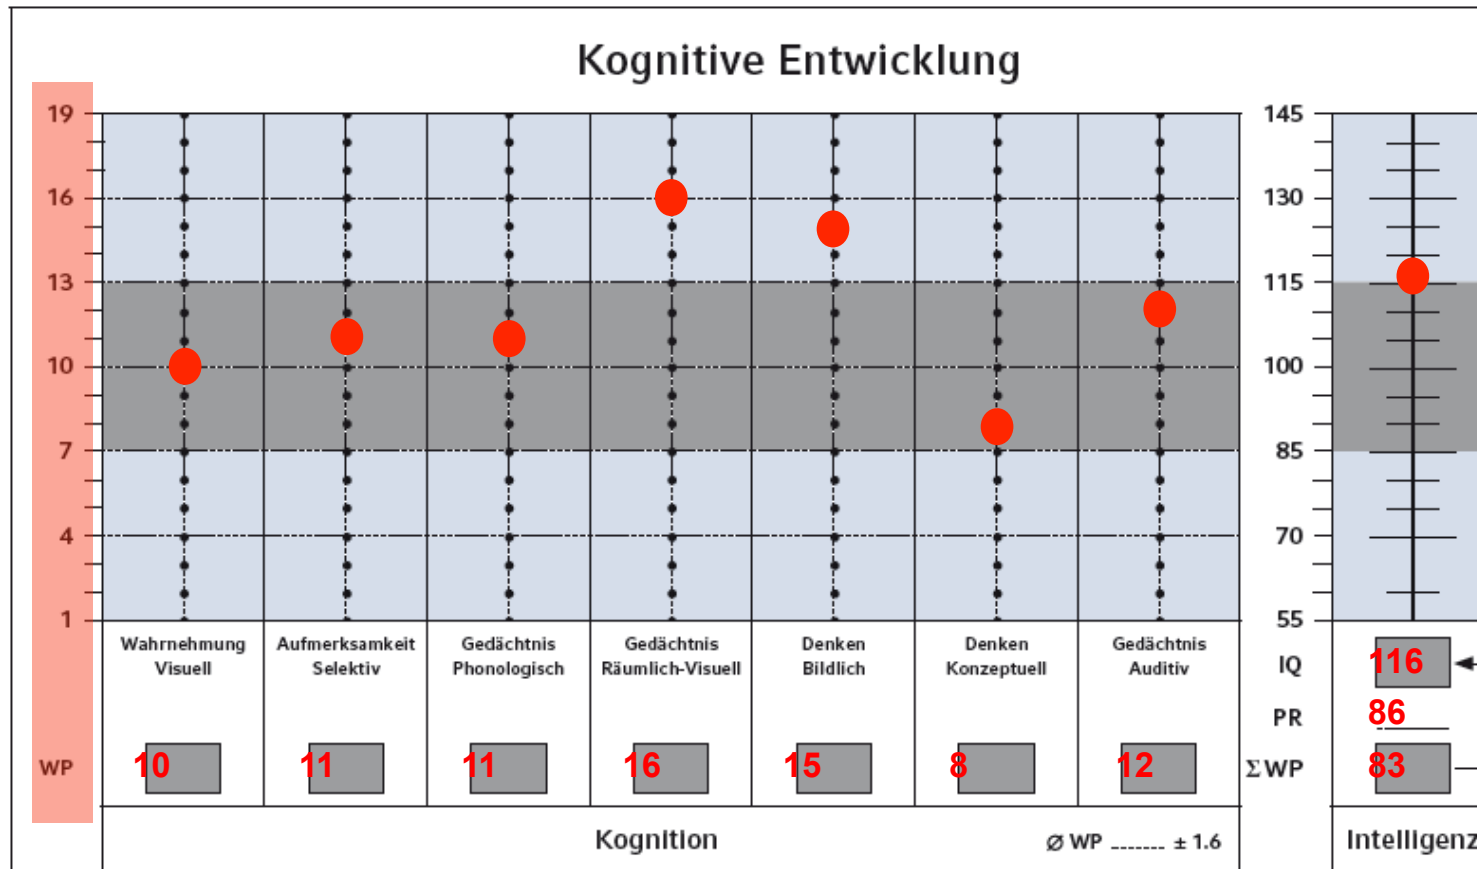 Kognitive Entwicklung
19
16
13
10
7
4
1
145
130
115
100
85
70
55
Wahrnehmung
Visuell
Aufmerksamkeit
Selektiv
Gedächtnis
Phonologisch
Gedächtnis
Räumlich-Visuell
Denken
Bildlich
Denken
Konzeptuell
Gedächtnis
Auditiv
IQ 116
PR 86
WP 10 11 11 16 15 8 12
ΣWP 83
Kognition
Ø WP ....... ± 1.6
Intelligenz